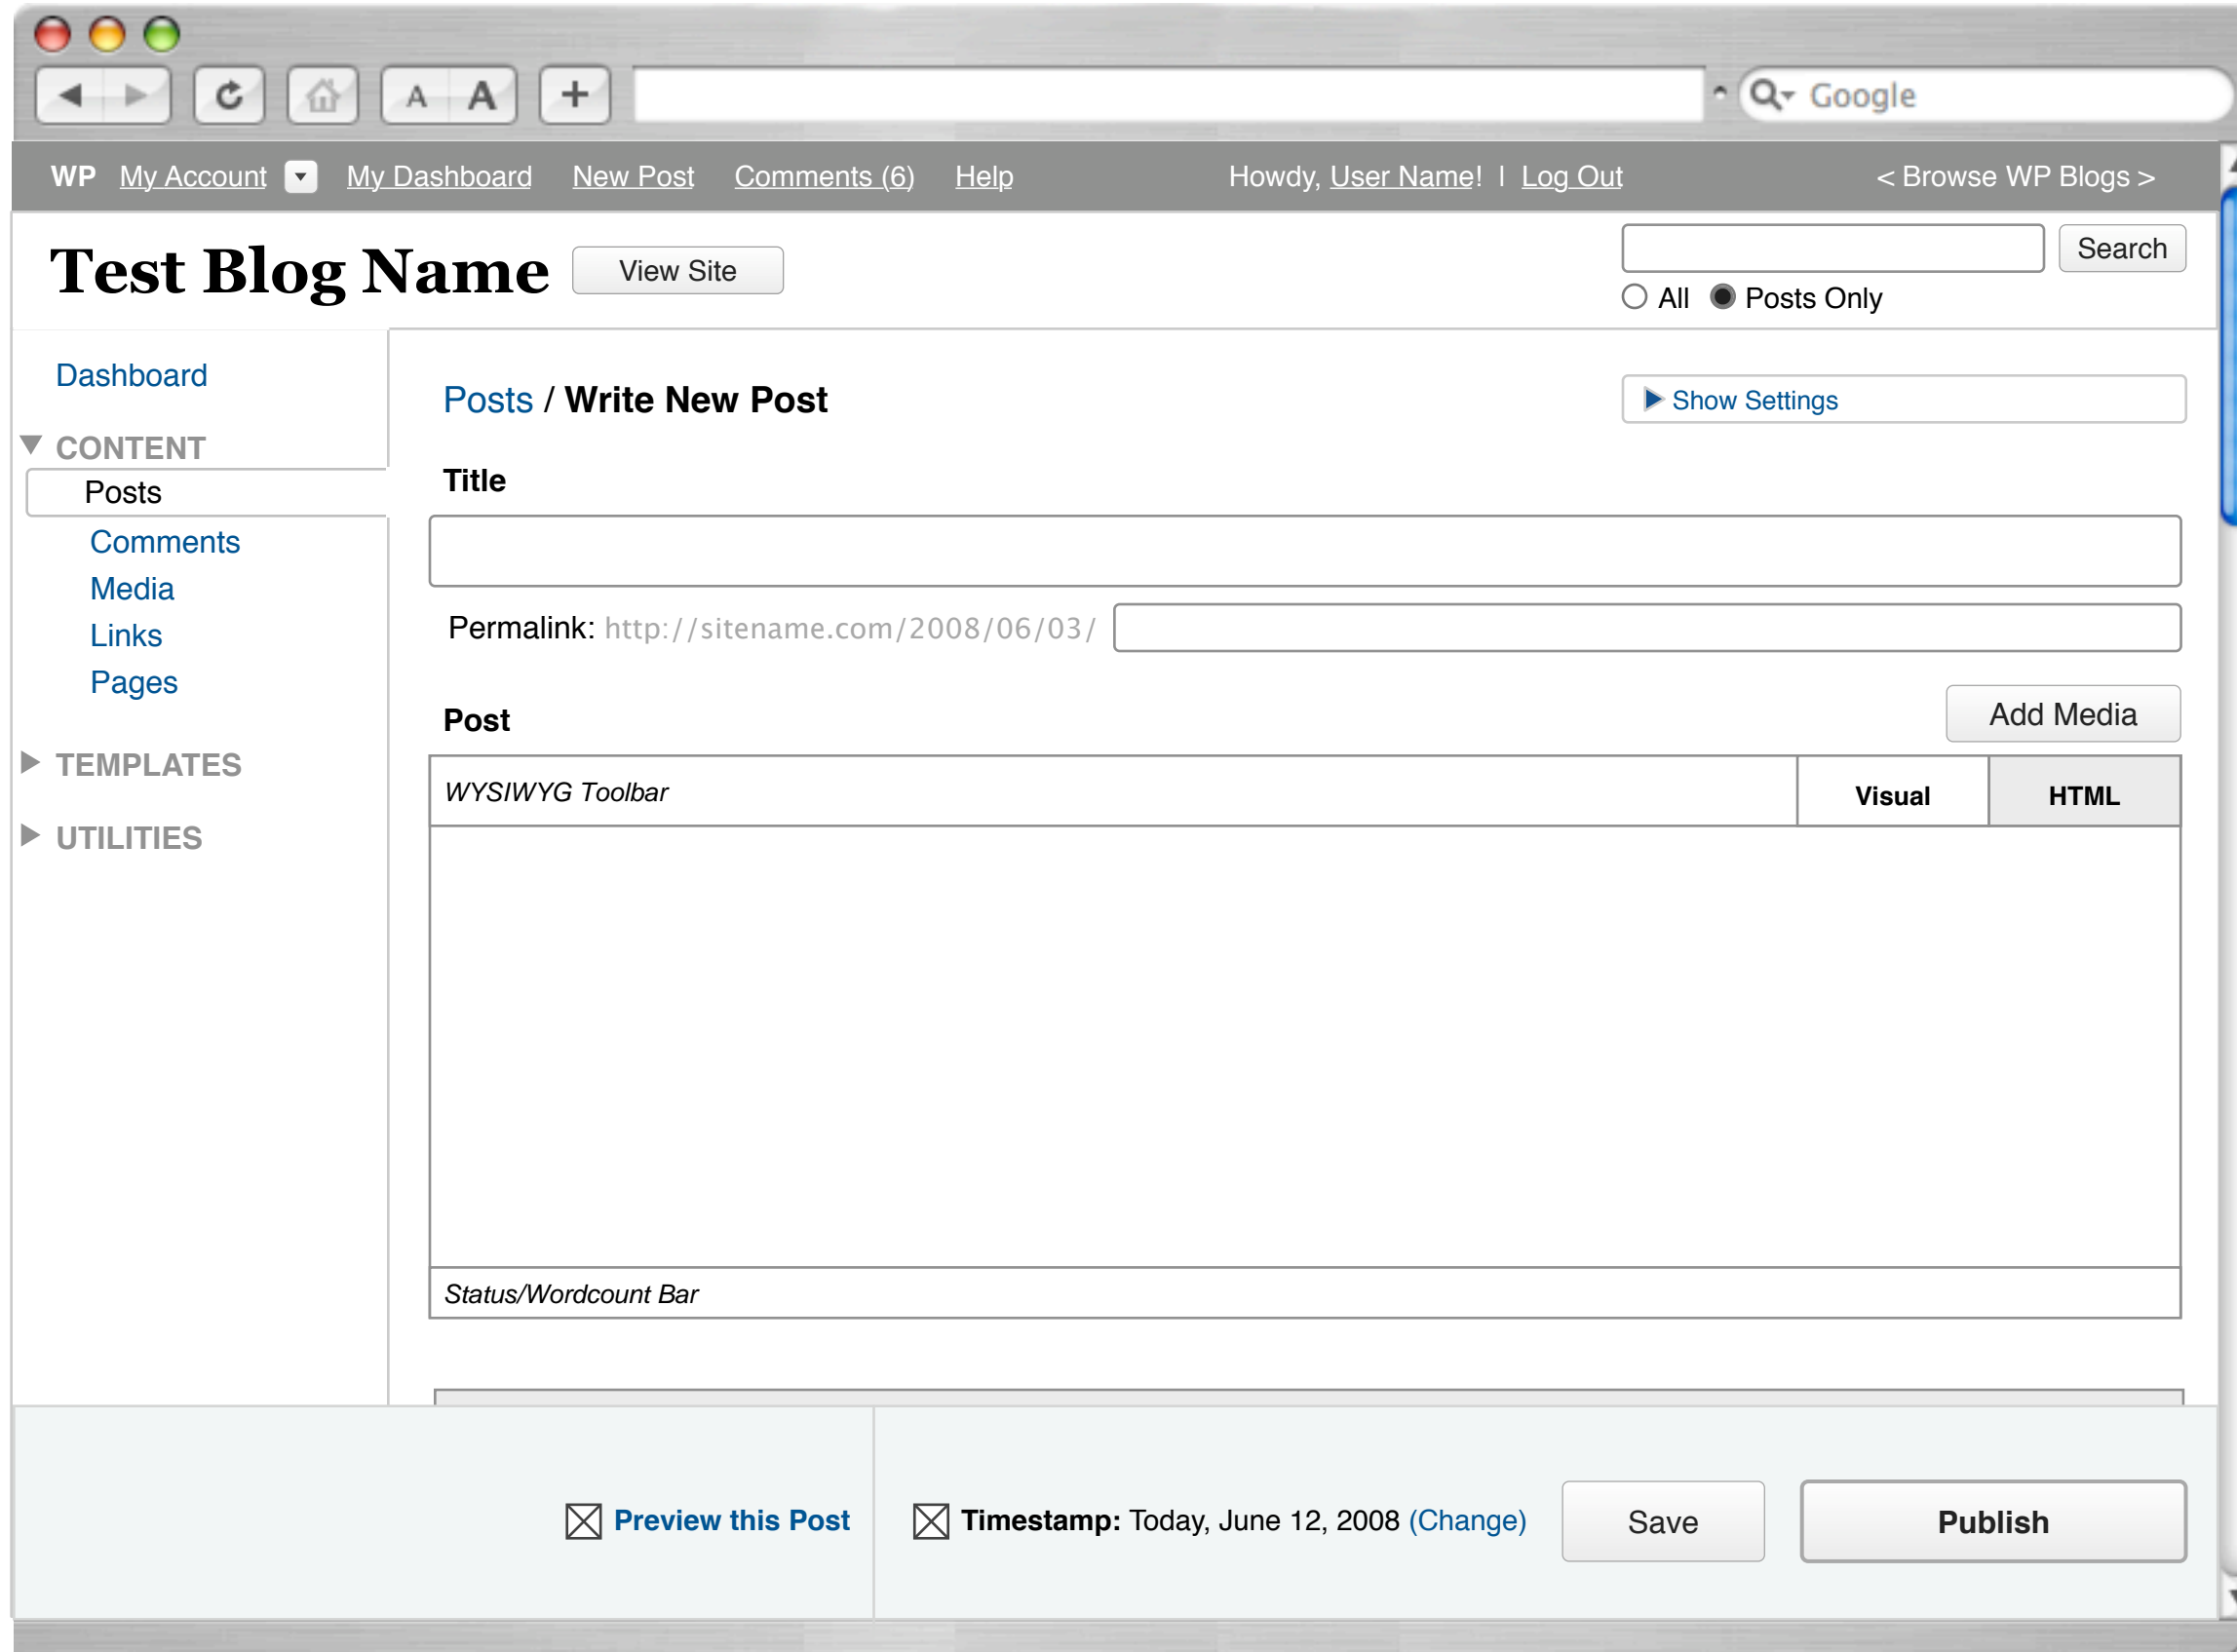 A A + Google
WP My Account My Dashboard New Post Comments (6) Help Howdy, User Name! | Log Out < Browse WP Blogs >
Test Blog Name View Site Search
All Posts Only
Dashboard
Posts / Write New Post Show Settings
CONTENT
Posts
Title
Comments
Media
Links
Permalink: http://sitename.com/2008/06/03/
Pages
Post Add Media
TEMPLATES
WYSIWYG Toolbar Visual HTML
UTILITIES
Status/Wordcount Bar
Preview this Post Timestamp: Today, June 12, 2008 (Change) Save Publish